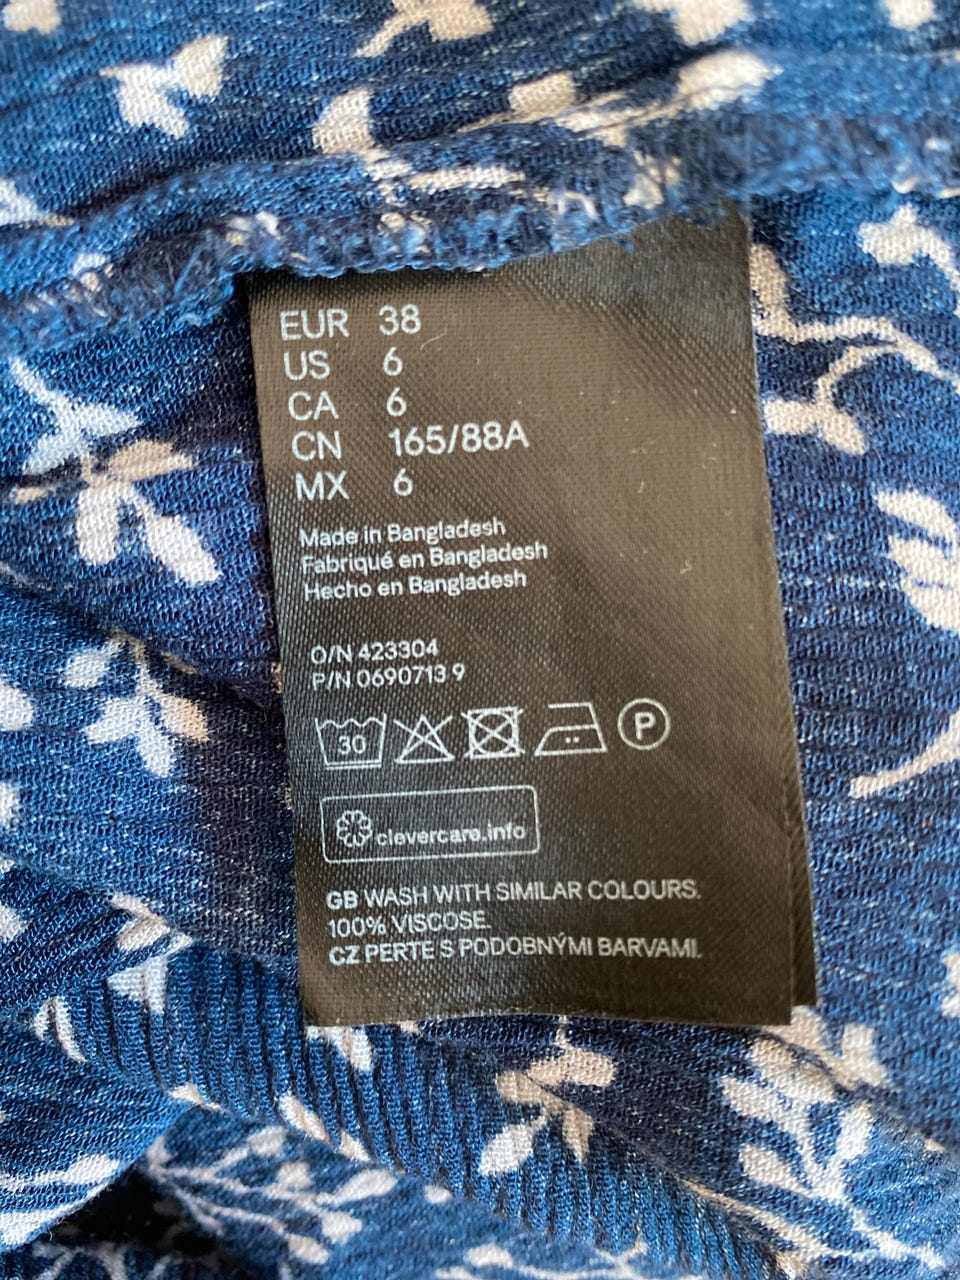 EUR 38
US 6
CA 6
CN 165/88A
MX 6
Made in Bangladesh
Fabriqué en Bangladesh
Hecho en Bangladesh
O/N 423304
P/N 0690713 9
30 P
clevercare.info
GB WASH WITH SIMILAR COLOURS.
100% VISCOSE.
CZ PERTE S PODOBNÝMI BARVAMI.